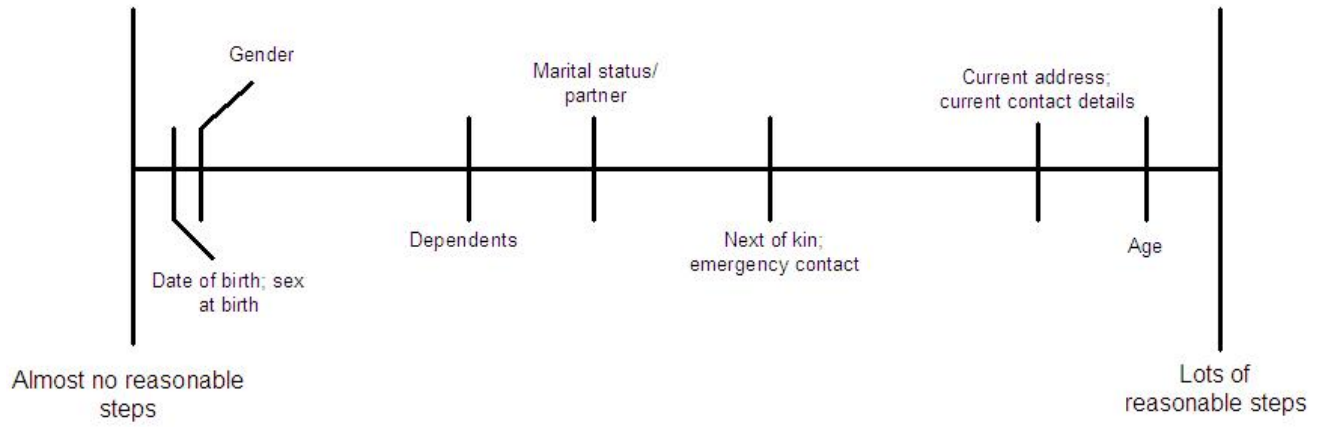 Gender
Marital status/
partner
Current address;
current contact details
Date of birth; sex
at birth
Dependents
Next of kin;
emergency contact
Age
Almost no reasonable
steps
Lots of
reasonable steps